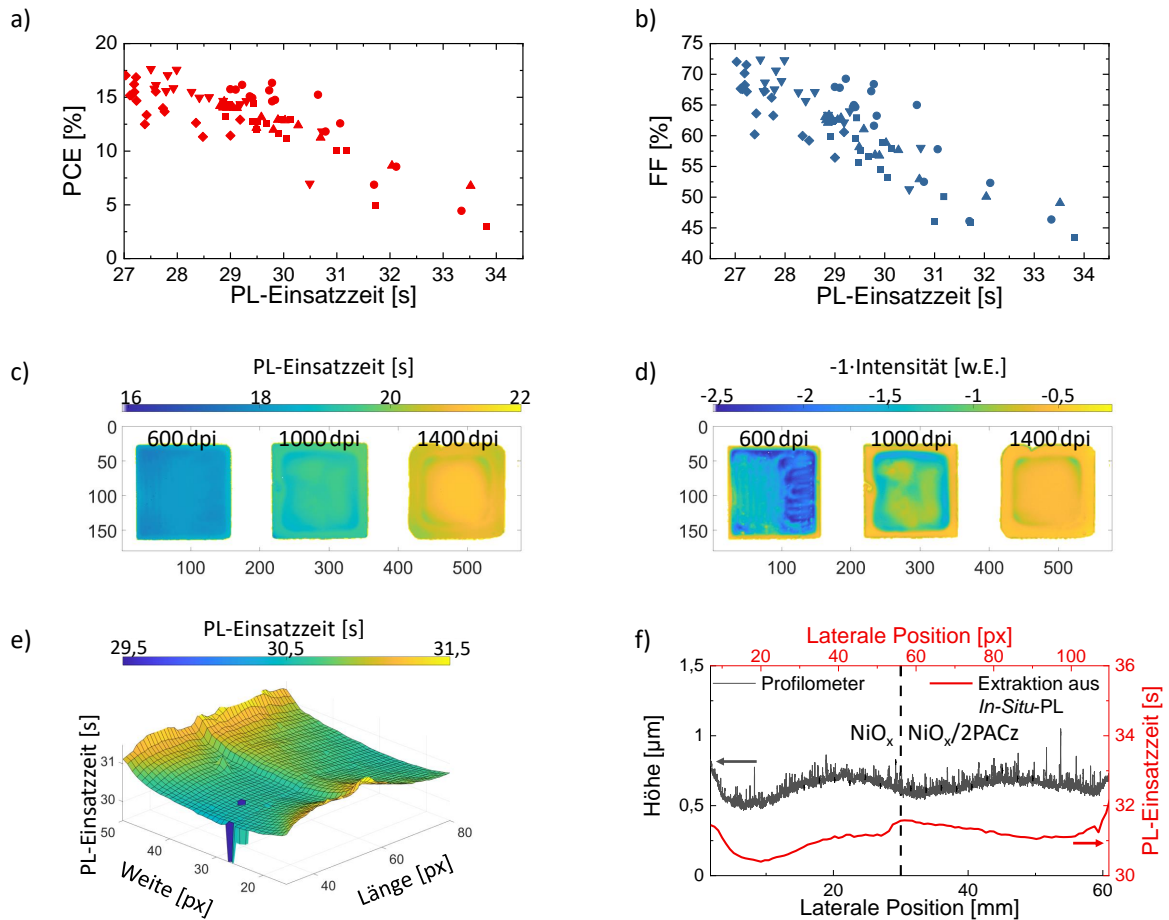 a)
20
15
10
5
0
PCE [%]
27 28 29 30 31 32 33 34
PL-Einsatzzeit [s]
b)
75
70
65
60
55
50
45
40
FF [%]
27 28 29 30 31 32 33 34
PL-Einsatzzeit [s]
c)
PL-Einsatzzeit [s]
16 18 20 22
0
50
100
150
600 dpi 1000 dpi 1400 dpi
100 200 300 400 500
d)
-1·Intensität [w.E.]
-2,5 -2 -1,5 -1 -0,5
0
50
100
150
600 dpi 1000 dpi 1400 dpi
100 200 300 400 500
e)
PL-Einsatzzeit [s]
29,5 30,5 31,5
31
30
PL-Einsatzzeit [s]
50 40 30 20
Weite [px]
40 60 80
Länge [px]
f)
Laterale Position [px]
20 40 60 80 100
1,5
1
0,5
0
Höhe [µm]
Profilometer
Extraktion aus
In-Situ-PL
NiOx NiOx/2PACz
36
35
34
33
32
31
30
PL-Einsatzzeit [s]
20 40 60
Laterale Position [mm]